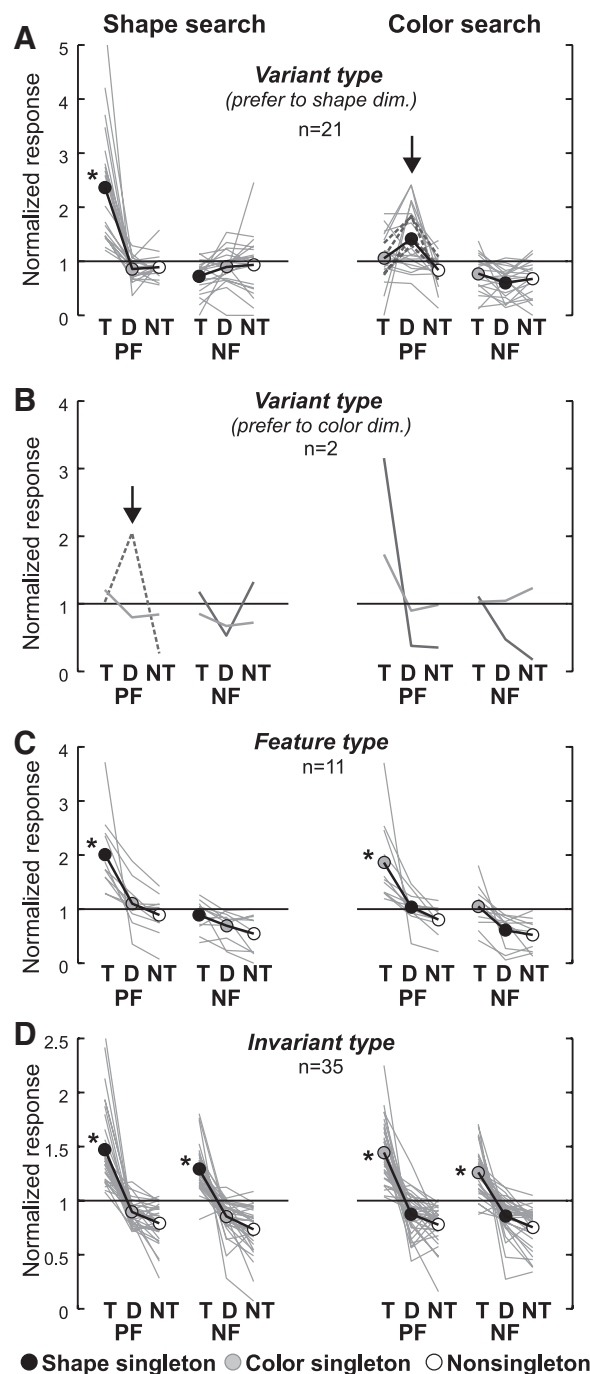 Shape search Color search
A
Variant type
(prefer to shape dim.)
n=21
Normalized response
5
4
3
2
1
0
*
T D NT T D NT T D NT T D NT
PF NF PF NF
B
Variant type
(prefer to color dim.)
n=2
Normalized response
4
3
2
1
0
T D NT T D NT T D NT T D NT
PF NF PF NF
C
Feature type
n=11
Normalized response
4
3
2
1
0
* *
T D NT T D NT T D NT T D NT
PF NF PF NF
D
Invariant type
n=35
Normalized response
2.5
2
1.5
1
0.5
0
* * * *
T D NT T D NT T D NT T D NT
PF NF PF NF
Shape singleton Color singleton Nonsingleton